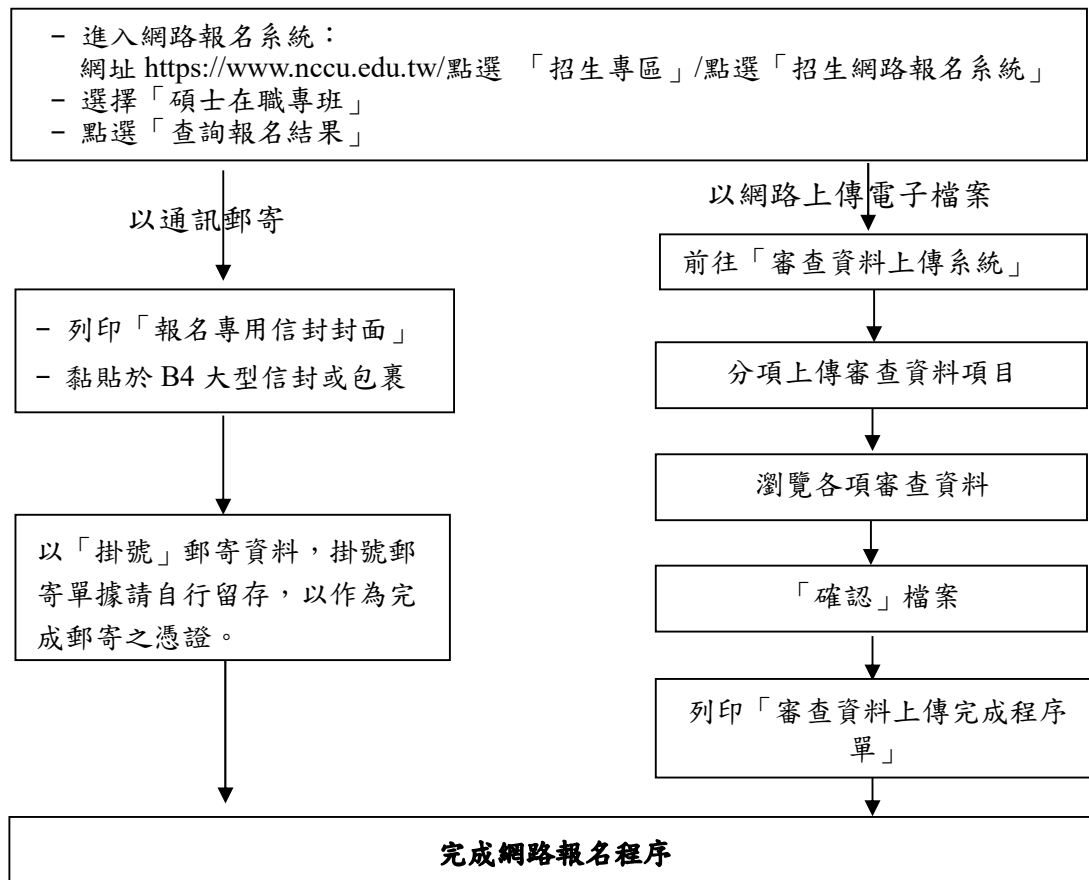 - 進入網路報名系統：
網址 https://www.nccu.edu.tw/點選 「招生專區」/點選「招生網路報名系統」
- 選擇「碩士在職專班」
- 點選「查詢報名結果」
以通訊郵寄
- 列印「報名專用信封封面」
- 黏貼於 B4 大型信封或包裹
以「掛號」郵寄資料，掛號郵
寄單據請自行留存，以作為完
成郵寄之憑證。
以網路上傳電子檔案
前往「審查資料上傳系統」
分項上傳審查資料項目
瀏覽各項審查資料
「確認」檔案
列印「審查資料上傳完成程序
單」
完成網路報名程序